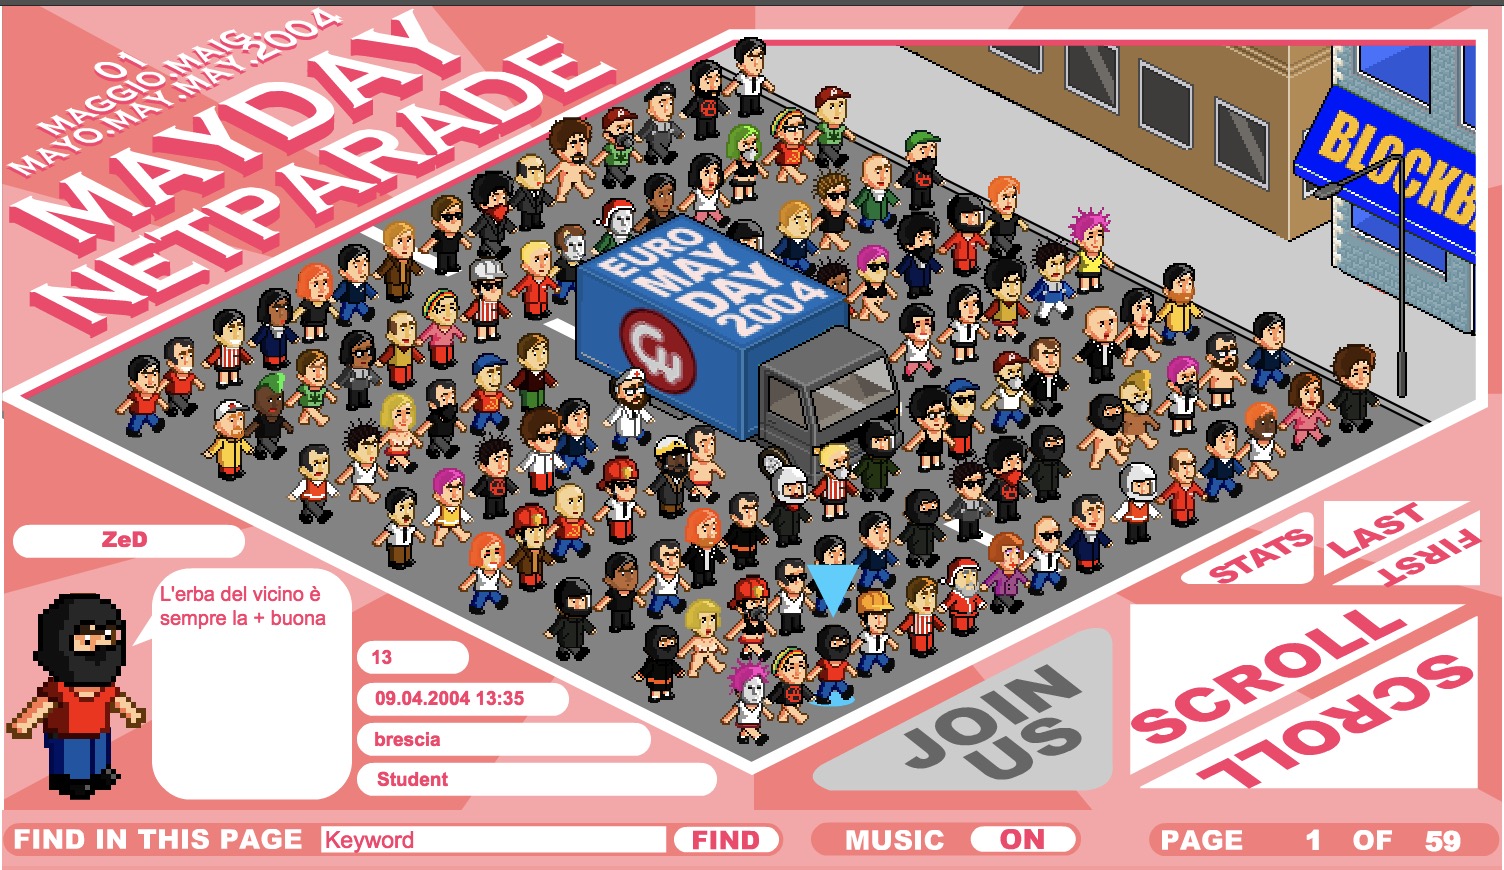 01
MAGGIO.MAIG.
MAYO.MAY.MAY.2004
MAYDAY
NETPARADE
BLOCKB
EURO
MAY
DAY
2004
ZeD
L'erba del vicino è
sempre la + buona
13
09.04.2004 13:35
brescia
Student
STATS
LAST
FIRST
JOIN
US
SCROLL
SCROLL
FIND IN THIS PAGE Keyword FIND
MUSIC ON
PAGE 1 OF 59